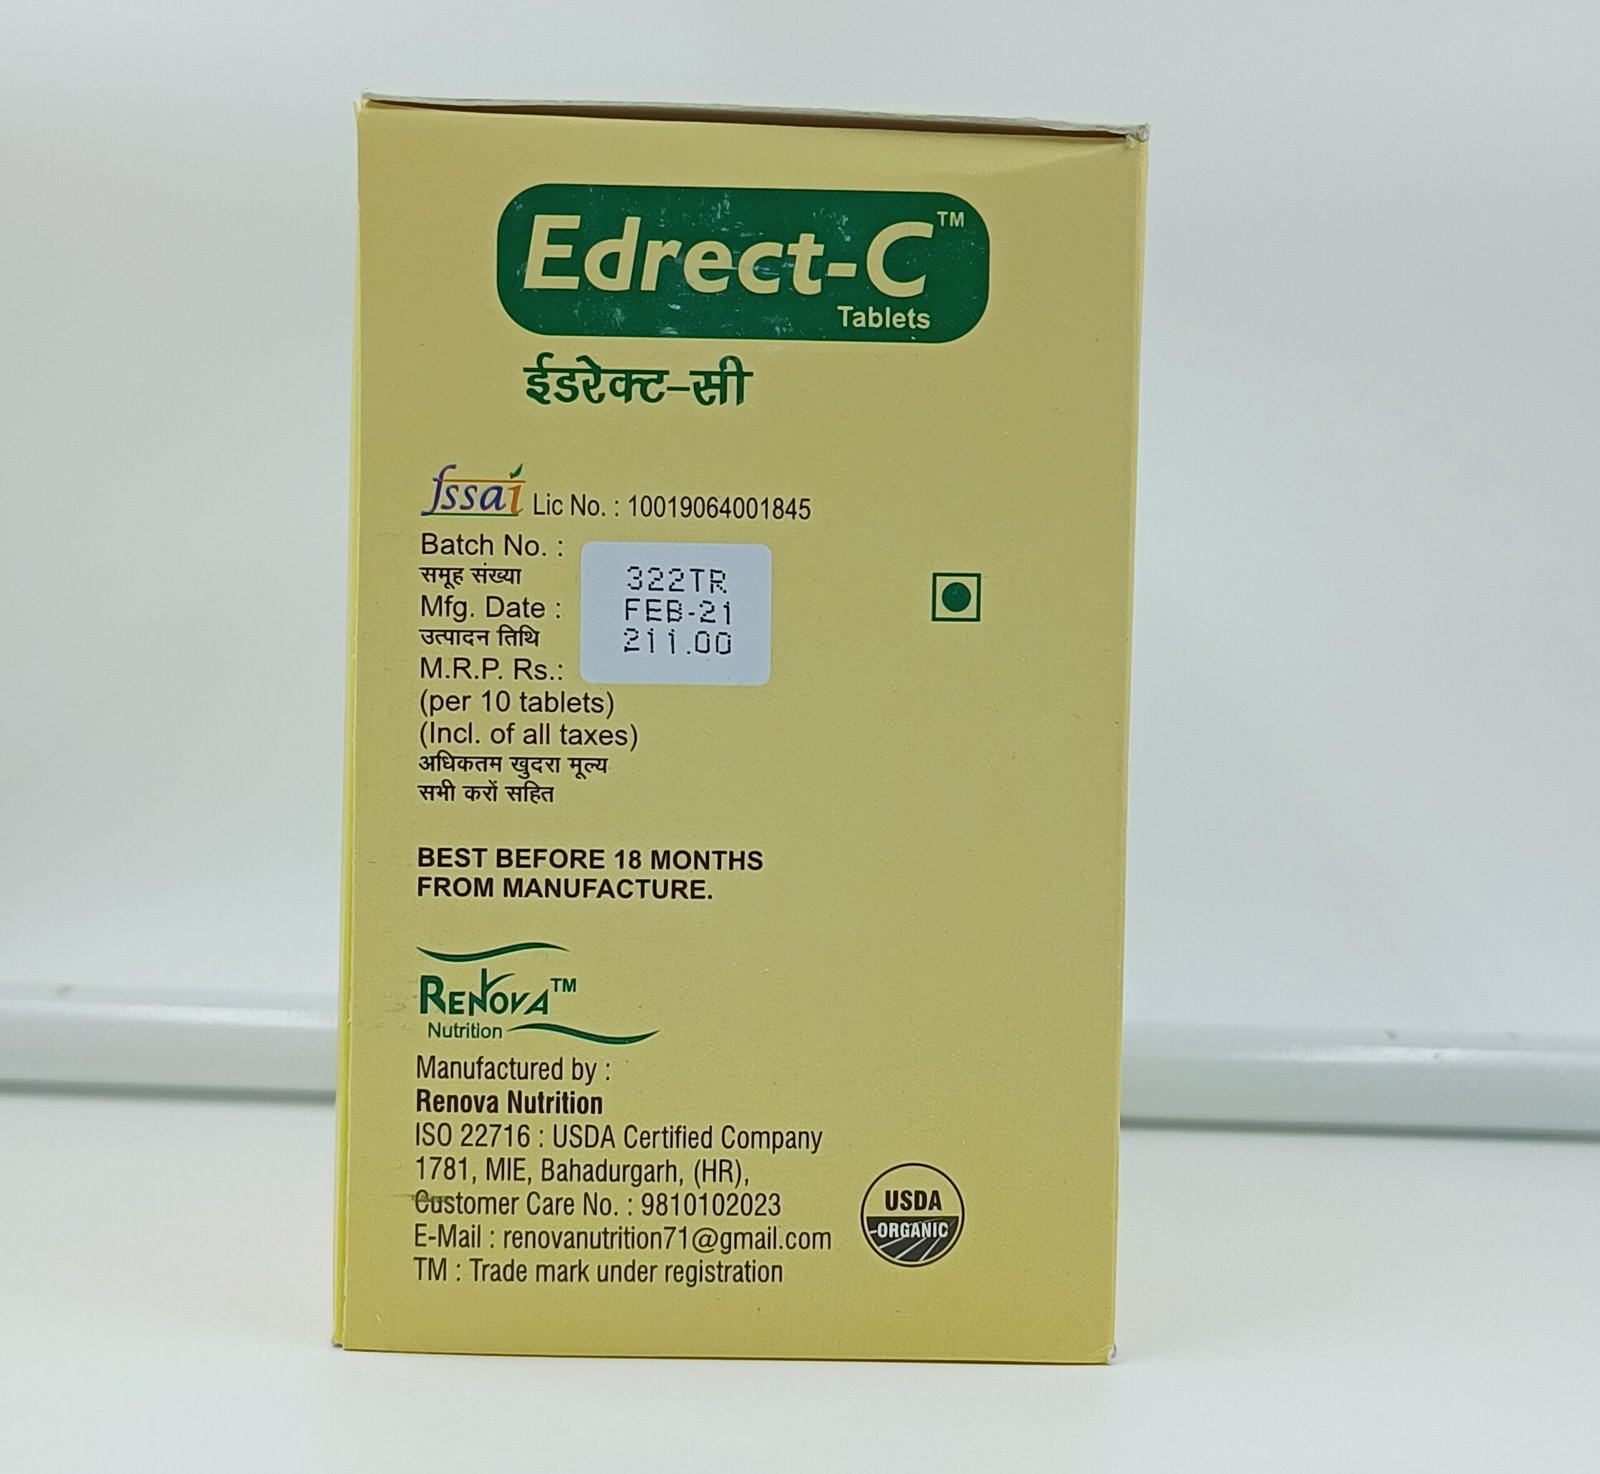 Edrect-C™
Tablets
ईडरेक्ट-सी
fssai Lic No. : 10019064001845
Batch No. : 322TR
समूह संख्या
Mfg. Date : FEB-21
उत्पादन तिथि
M.R.P. Rs.: 211.00
(per 10 tablets)
(Incl. of all taxes)
अधिकतम खुदरा मूल्य
सभी करों सहित
BEST BEFORE 18 MONTHS
FROM MANUFACTURE.
RENOVA™
Nutrition
Manufactured by :
Renova Nutrition
ISO 22716 : USDA Certified Company
1781, MIE, Bahadurgarh, (HR),
Customer Care No. : 9810102023
E-Mail : renovanutrition71@gmail.com
TM : Trade mark under registration
USDA
ORGANIC